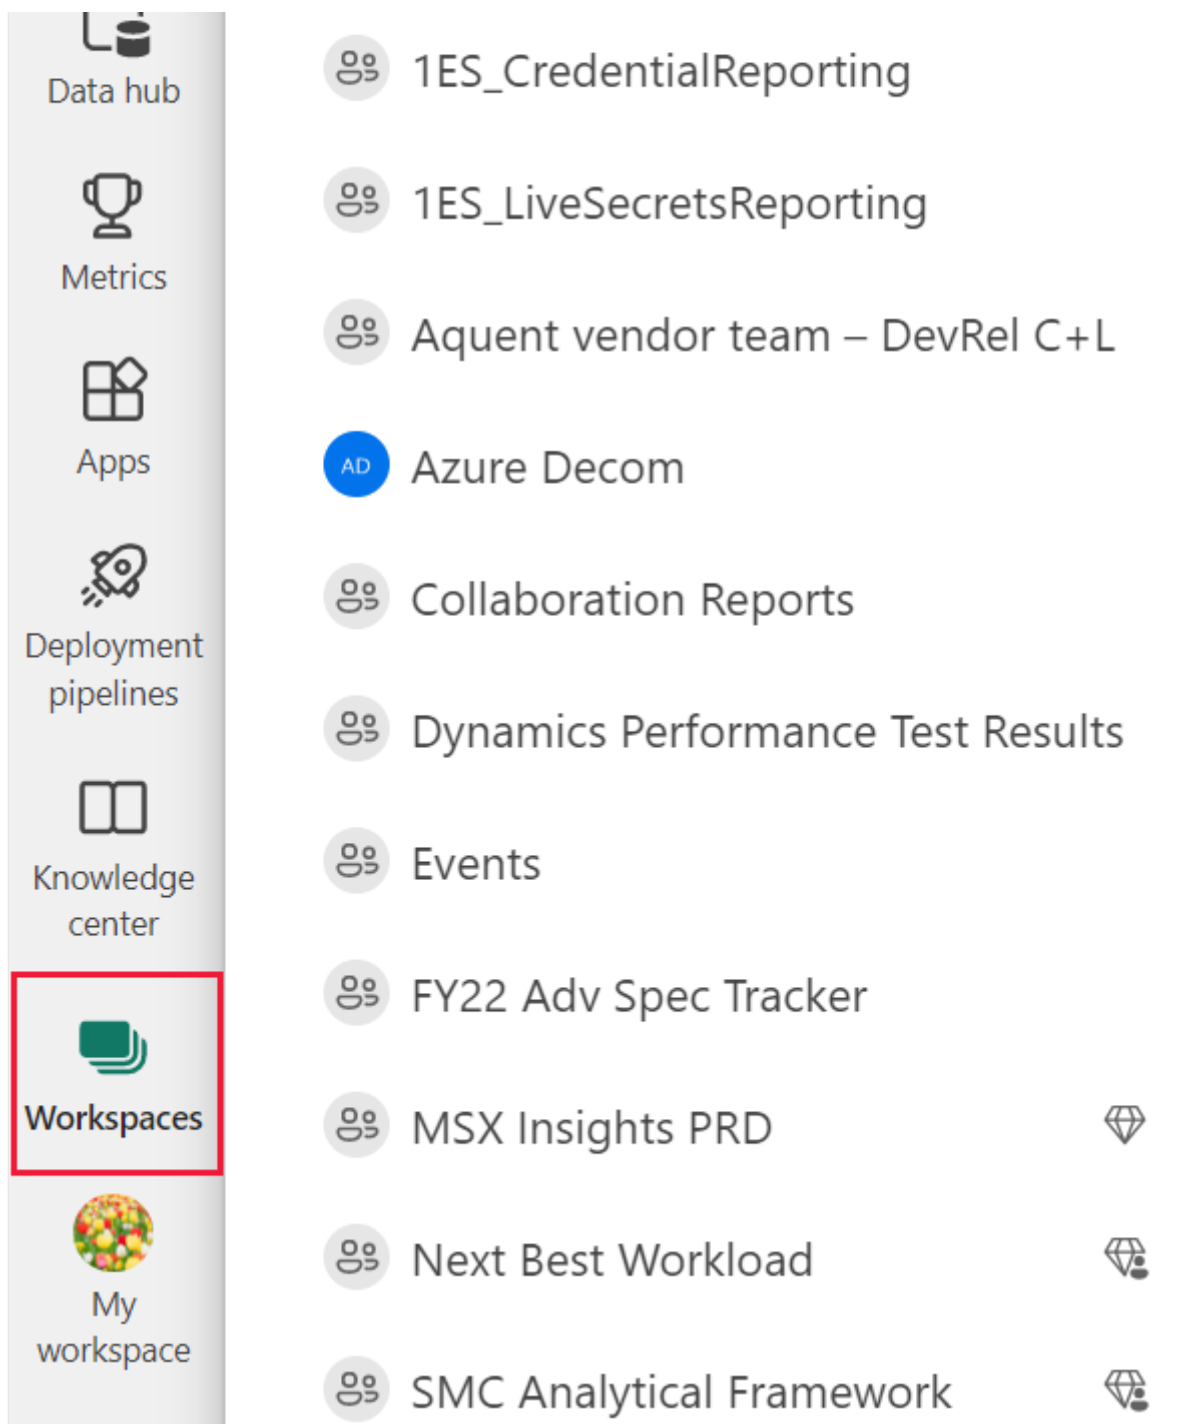 Data hub
Metrics
Apps
Deployment
pipelines
Knowledge
center
Workspaces
My
workspace
1ES_CredentialReporting
1ES_LiveSecretsReporting
Aquent vendor team – DevRel C+L
AD Azure Decom
Collaboration Reports
Dynamics Performance Test Results
Events
FY22 Adv Spec Tracker
MSX Insights PRD
Next Best Workload
SMC Analytical Framework